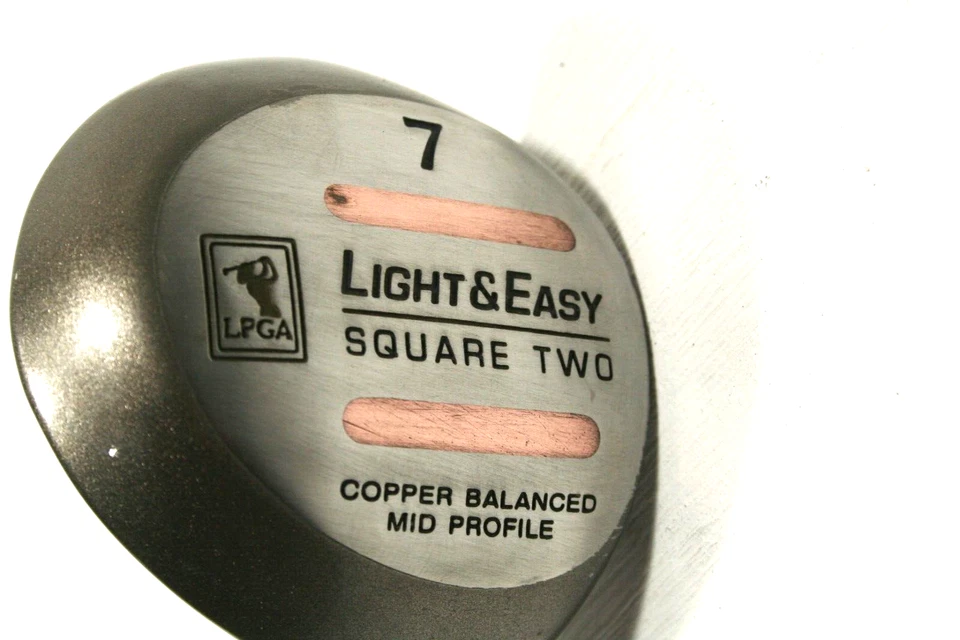 7
LIGHT&EASY
SQUARE TWO
LPGA
COPPER BALANCED
MID PROFILE